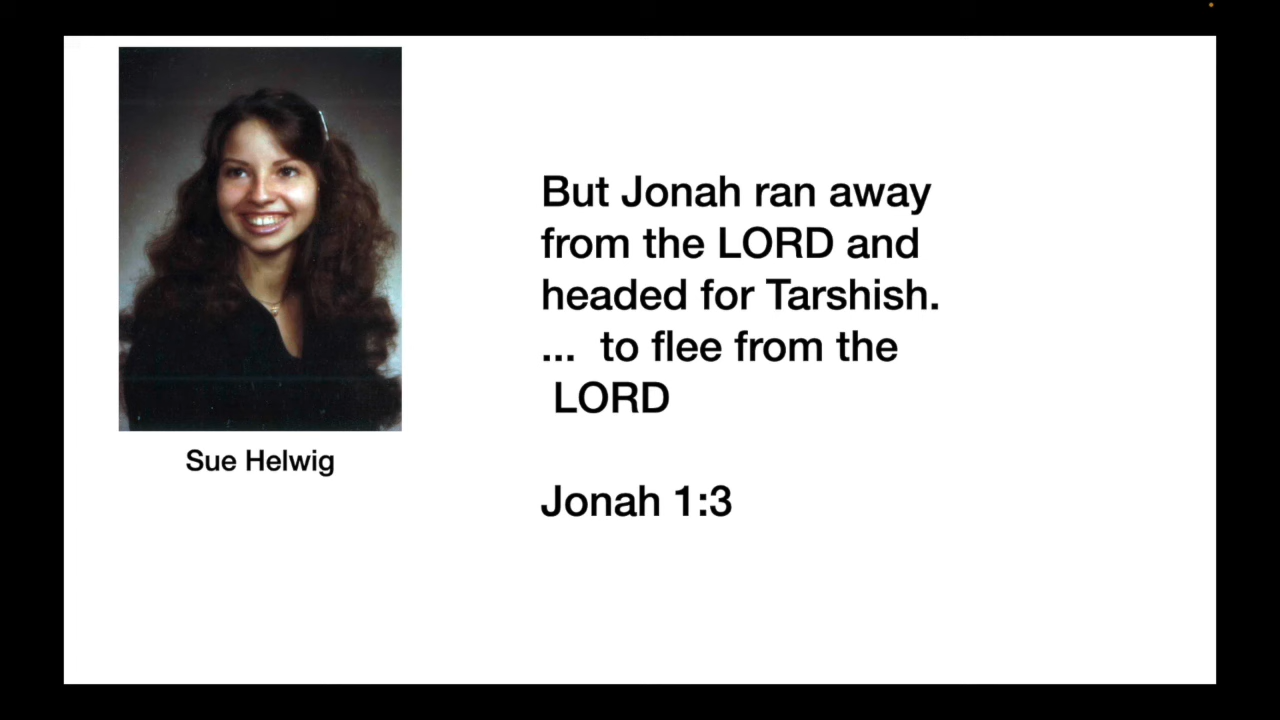 Sue Helwig
But Jonah ran away
from the LORD and
headed for Tarshish.
...  to flee from the
LORD
Jonah 1:3